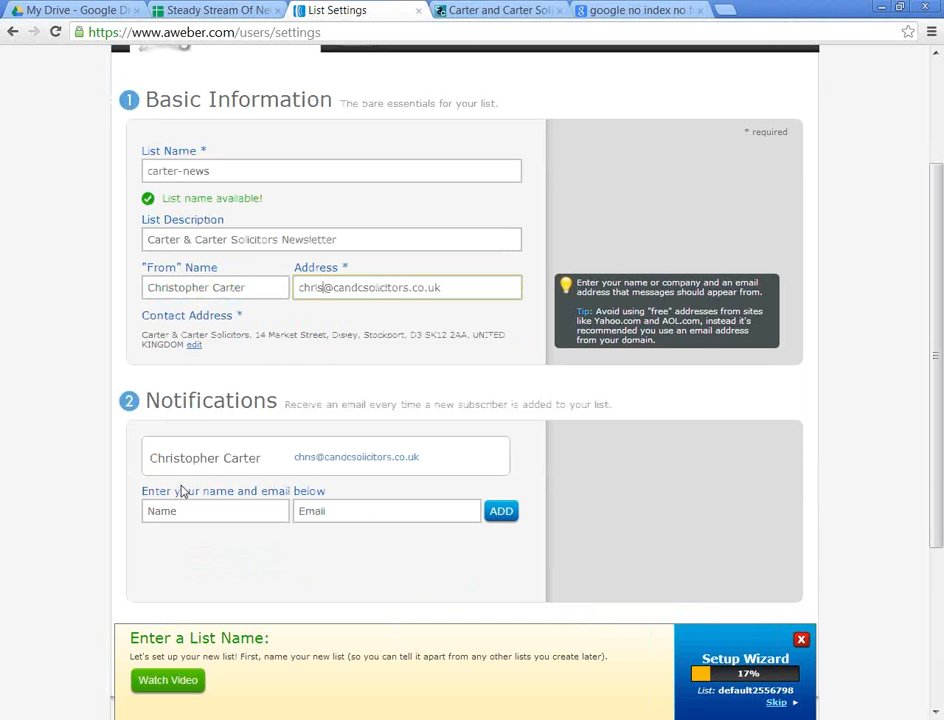 My Drive - Google Dr
Steady Stream Of Ne
List Settings
Carter and Carter Soli
google no index no f
https://www.aweber.com/users/settings
1 Basic Information The bare essentials for your list.
* required
List Name *
carter-news
List name available!
List Description
Carter & Carter Solicitors Newsletter
"From" Name Address *
Christopher Carter chris@candcsolicitors.co.uk
Enter your name or company and an email
address that messages should appear from.
Tip: Avoid using "free" addresses from sites
like Yahoo.com and AOL.com, instead it's
recommended you use an email address
from your domain.
Contact Address *
Carter & Carter Solicitors, 14 Market Street, Disley, Stockport, D3 SK12 2AA, UNITED
KINGDOM edit
2 Notifications Receive an email every time a new subscriber is added to your list.
Christopher Carter chris@candcsolicitors.co.uk
Enter your name and email below
Name Email ADD
Enter a List Name:
Let's set up your new list! First, name your new list (so you can tell it apart from any other lists you create later).
Watch Video
Setup Wizard
17%
List: default2556798
Skip